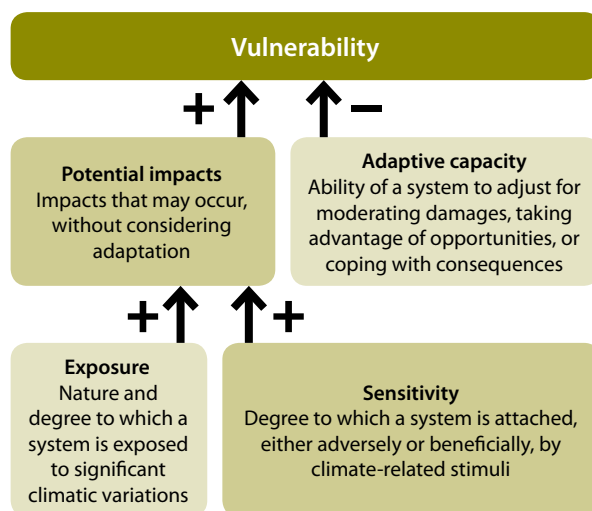 Vulnerability
+
−
Potential impacts
Impacts that may occur,
without considering
adaptation
Adaptive capacity
Ability of a system to adjust for
moderating damages, taking
advantage of opportunities, or
coping with consequences
+
+
Exposure
Nature and
degree to which a
system is exposed
to significant
climatic variations
Sensitivity
Degree to which a system is attached,
either adversely or beneficially, by
climate-related stimuli